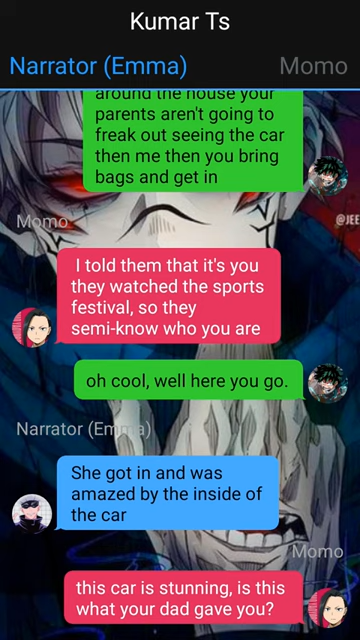 Kumar Ts
Narrator (Emma)
Momo
around the house your
parents aren't going to
freak out seeing the car
then me then you bring
bags and get in
Momo
@JEE
I told them that it's you
they watched the sports
festival, so they
semi-know who you are
oh cool, well here you go.
Narrator (Emma)
She got in and was
amazed by the inside of
the car
Momo
this car is stunning, is this
what your dad gave you?